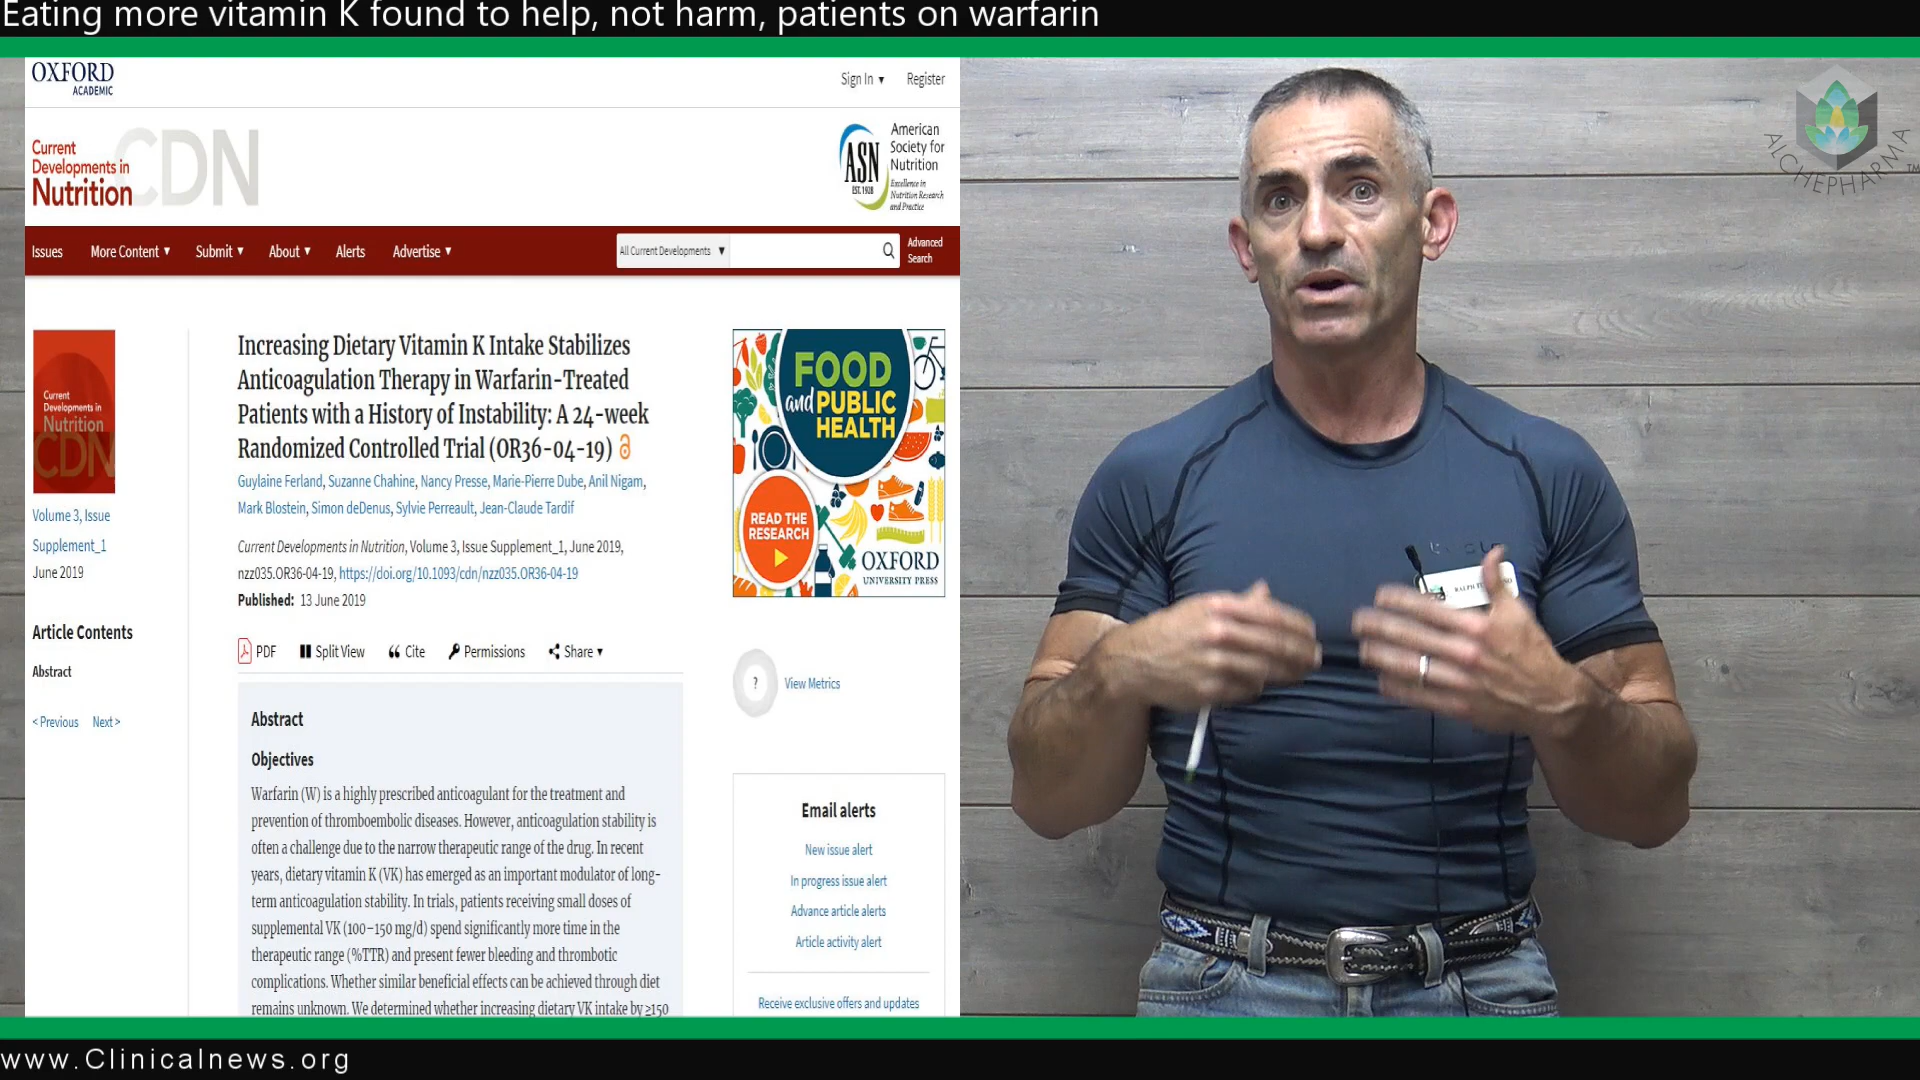 Eating more vitamin K found to help, not harm, patients on warfarin
OXFORD
ACADEMIC
Sign In ▼
Register
Current
Developments in
Nutrition
CDN
ASN
EST. 1928
American
Society for
Nutrition
Excellence in
Nutrition Research
and Practice
Issues
More Content ▼
Submit ▼
About ▼
Alerts
Advertise ▼
All Current Developments ▼
Advanced
Search
Current
Developments in
Nutrition
CDN
Volume 3, Issue
Supplement_1
June 2019
Article Contents
Abstract
< Previous
Next >
Increasing Dietary Vitamin K Intake Stabilizes
Anticoagulation Therapy in Warfarin-Treated
Patients with a History of Instability: A 24-week
Randomized Controlled Trial (OR36-04-19)
Guylaine Ferland, Suzanne Chahine, Nancy Presse, Marie-Pierre Dube, Anil Nigam,
Mark Blostein, Simon deDenus, Sylvie Perreault, Jean-Claude Tardif
Current Developments in Nutrition, Volume 3, Issue Supplement_1, June 2019,
nzz035.OR36-04-19, https://doi.org/10.1093/cdn/nzz035.OR36-04-19
Published: 13 June 2019
PDF
Split View
Cite
Permissions
Share ▼
Abstract
Objectives
Warfarin (W) is a highly prescribed anticoagulant for the treatment and
prevention of thromboembolic diseases. However, anticoagulation stability is
often a challenge due to the narrow therapeutic range of the drug. In recent
years, dietary vitamin K (VK) has emerged as an important modulator of long-
term anticoagulation stability. In trials, patients receiving small doses of
supplemental VK (100–150 mg/d) spend significantly more time in the
therapeutic range (%TTR) and present fewer bleeding and thrombotic
complications. Whether similar beneficial effects can be achieved through diet
remains unknown. We determined whether increasing dietary VK intake by ≥150
FOOD
and PUBLIC
HEALTH
READ THE
RESEARCH
OXFORD
UNIVERSITY PRESS
?
View Metrics
Email alerts
New issue alert
In progress issue alert
Advance article alerts
Article activity alert
Receive exclusive offers and updates
ALCHEPHARMA
TM
RALPH
www.Clinicalnews.org